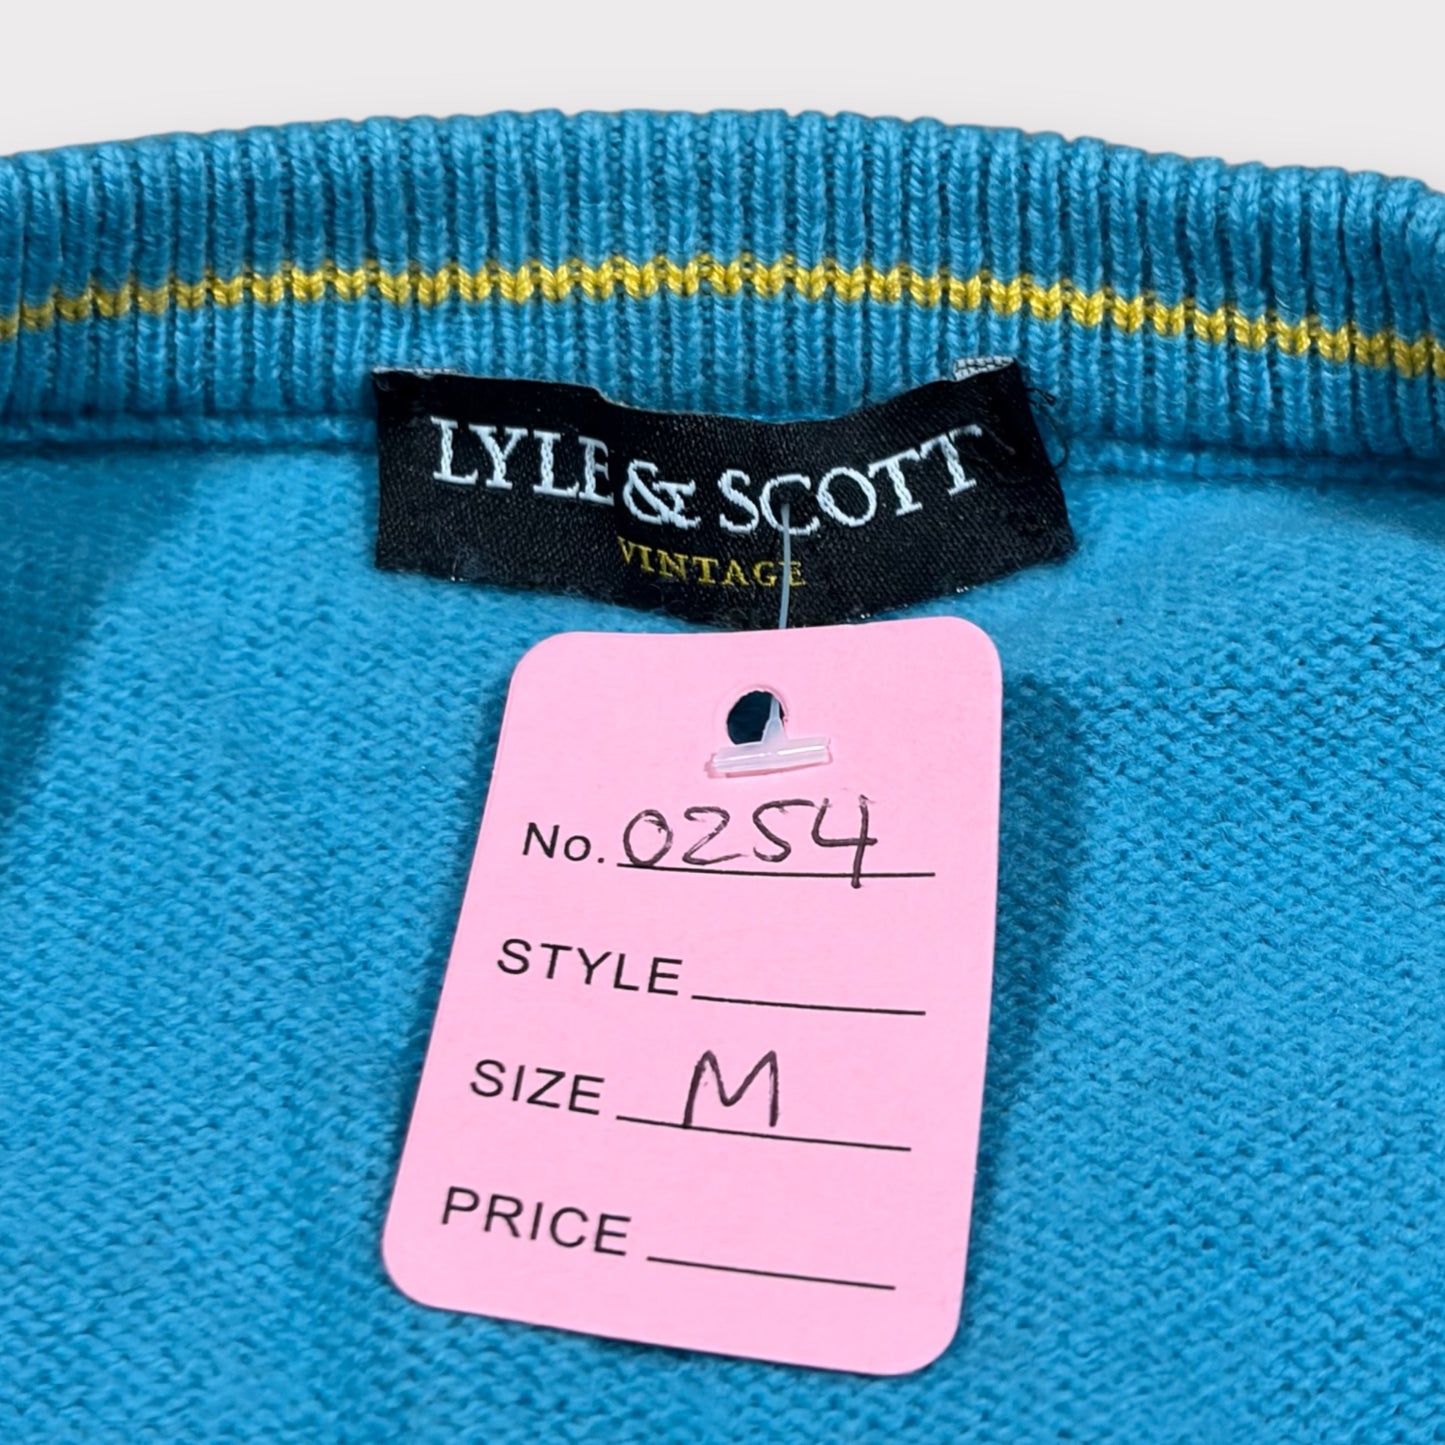 LYLE & SCOTT
VINTAGE
No. 0254
STYLE
SIZE M
PRICE